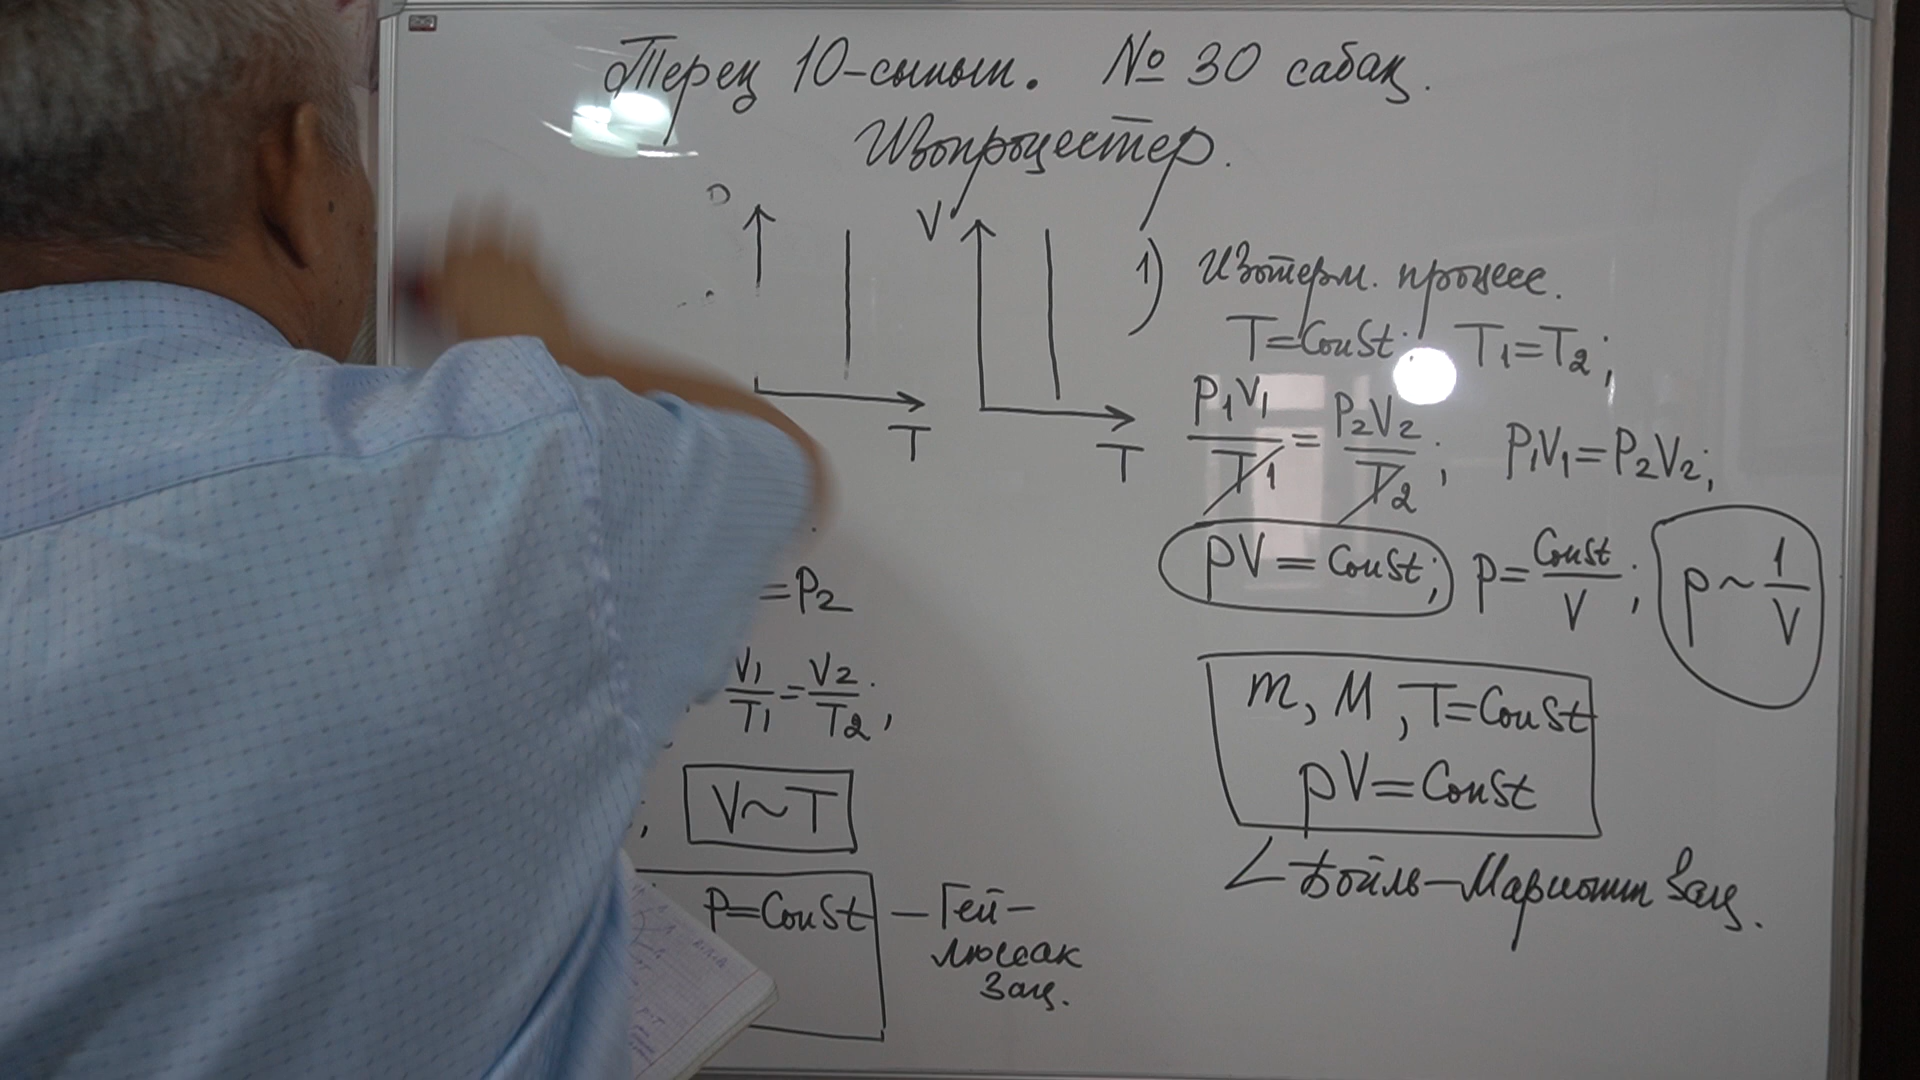 Терең 10-сынып. № 30 сабақ.
Изопроцестер.
P
T
V
T
1) Изотерм. процесс.
T=Const; T₁=T₂;
P₁V₁/T₁ = P₂V₂/T₂; P₁V₁=P₂V₂;
pV=Const; p=Const/V; p~1/V
m, M, T=Const
pV=Const
Бойль-Мариотт заң.
=P₂
V₁/T₁=V₂/T₂;
; V~T
P=Const – Гей-
люссак
заң.